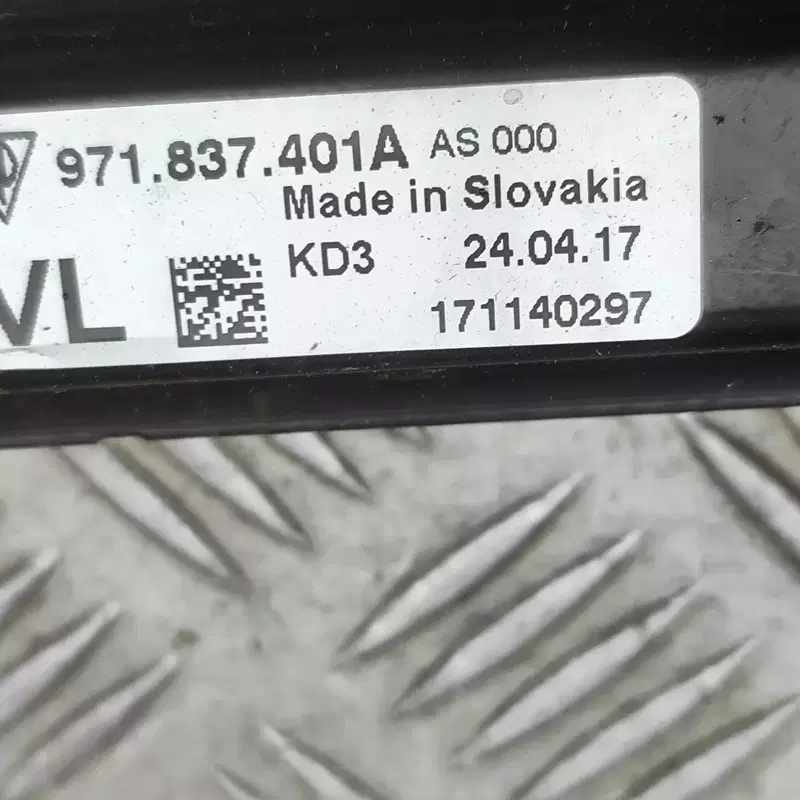 971.837.401A AS 000
Made in Slovakia
VL KD3 24.04.17
171140297